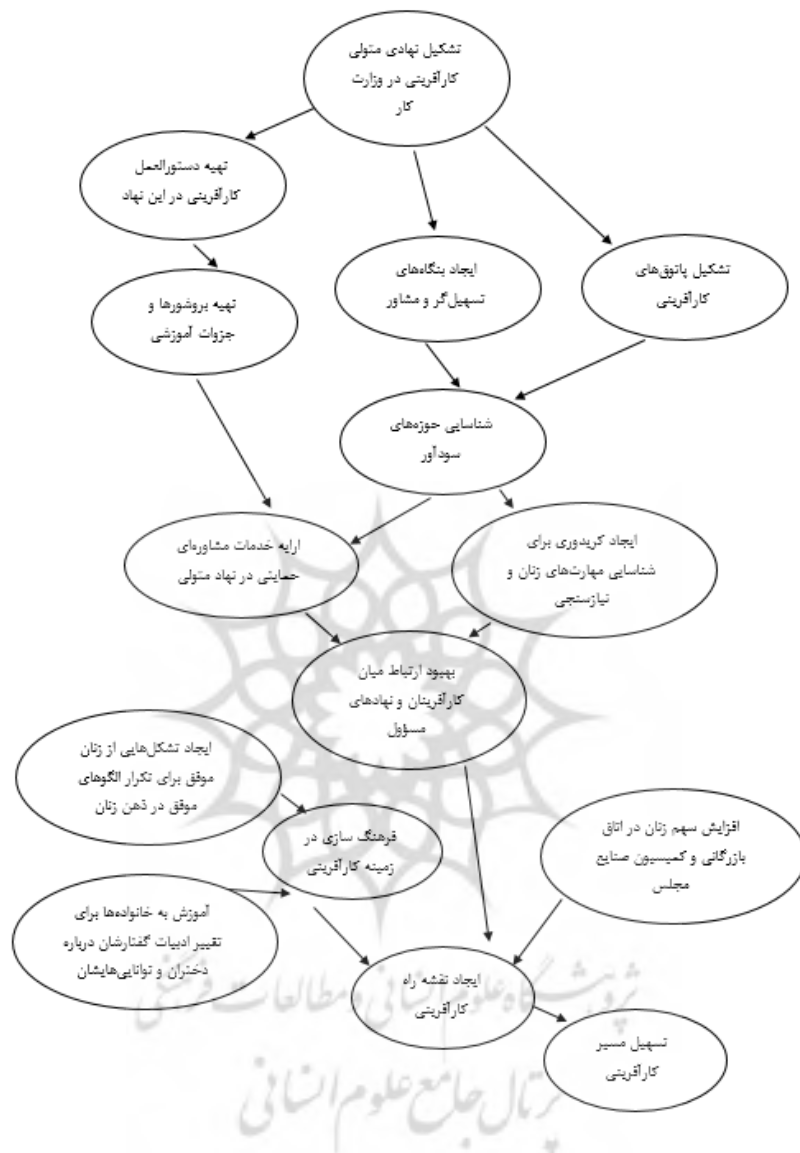 تشکیل نهادی متولی
کارآفرینی در وزارت
کار
تهیه دستورالعمل
کارآفرینی در این نهاد
ایجاد بنگاه‌های
تسهیل‌گر و مشاور
تشکیل پاتوق‌های
کارآفرینی
تهیه بروشورها و
جزوات آموزشی
شناسایی حوزه‌های
سودآور
ارایه خدمات مشاوره‌ای
حمایتی در نهاد متولی
ایجاد کریدوری برای
شناسایی مهارت‌های زنان و
نیازسنجی
بهبود ارتباط میان
کارآفرینان و نهادهای
مسؤول
ایجاد تشکل‌هایی از زنان
موفق برای تکرار الگوهای
موفق در ذهن زنان
فرهنگ سازی در
زمینه کارآفرینی
افزایش سهم زنان در اتاق
بازرگانی و کمیسیون صنایع
مجلس
آموزش به خانواده‌ها برای
تغییر ادبیات گفتارشان درباره
دختران و توانایی‌هایشان
ایجاد نقشه راه
کارآفرینی
تسهیل مسیر
کارآفرینی
پژوهشگاه علوم انسانی و مطالعات فرهنگی
پرتال جامع علوم انسانی